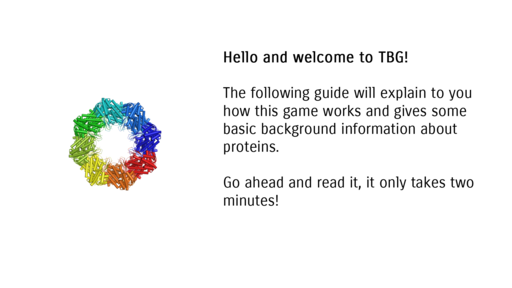 Hello and welcome to TBG!
The following guide will explain to you
how this game works and gives some
basic background information about
proteins.
Go ahead and read it, it only takes two
minutes!